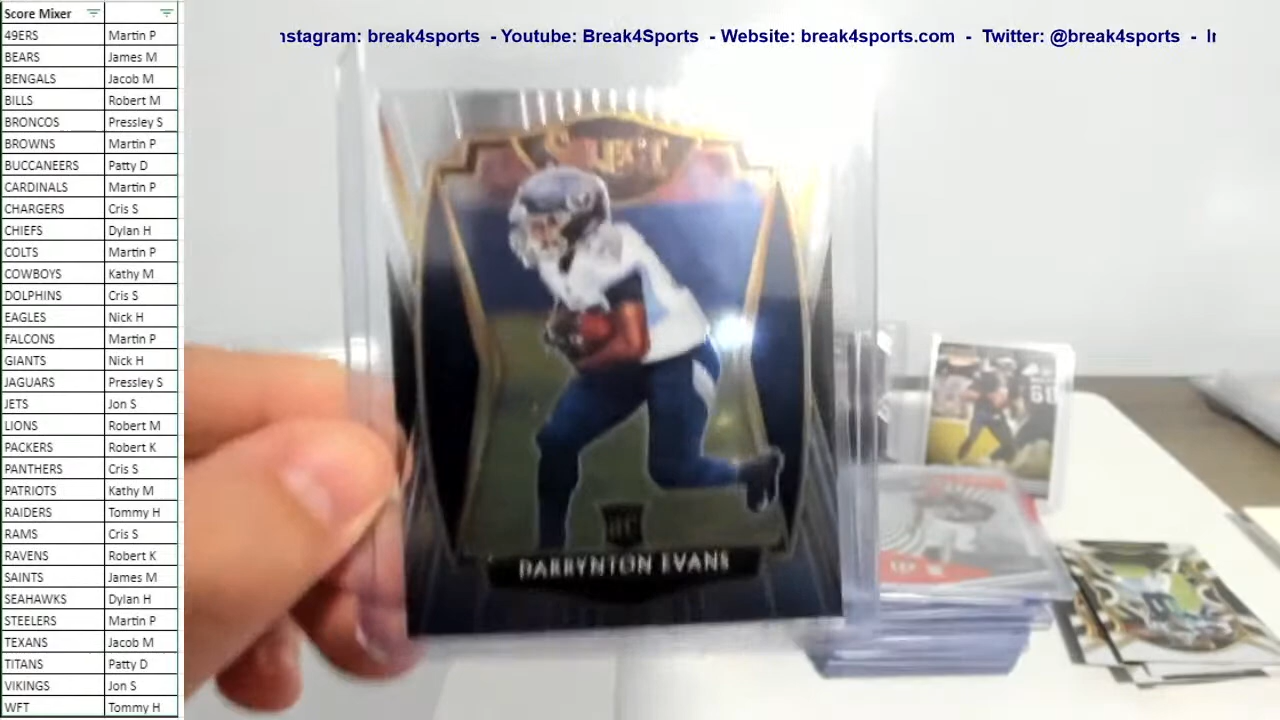 Score Mixer
49ERS Martin P
BEARS James M
BENGALS Jacob M
BILLS Robert M
BRONCOS Pressley S
BROWNS Martin P
BUCCANEERS Patty D
CARDINALS Martin P
CHARGERS Cris S
CHIEFS Dylan H
COLTS Martin P
COWBOYS Kathy M
DOLPHINS Cris S
EAGLES Nick H
FALCONS Martin P
GIANTS Nick H
JAGUARS Pressley S
JETS Jon S
LIONS Robert M
PACKERS Robert K
PANTHERS Cris S
PATRIOTS Kathy M
RAIDERS Tommy H
RAMS Cris S
RAVENS Robert K
SAINTS James M
SEAHAWKS Dylan H
STEELERS Martin P
TEXANS Jacob M
TITANS Patty D
VIKINGS Jon S
WFT Tommy H
nstagram: break4sports - Youtube: Break4Sports - Website: break4sports.com - Twitter: @break4sports - Ir
SELECT
RC
DARRYNTON EVANS